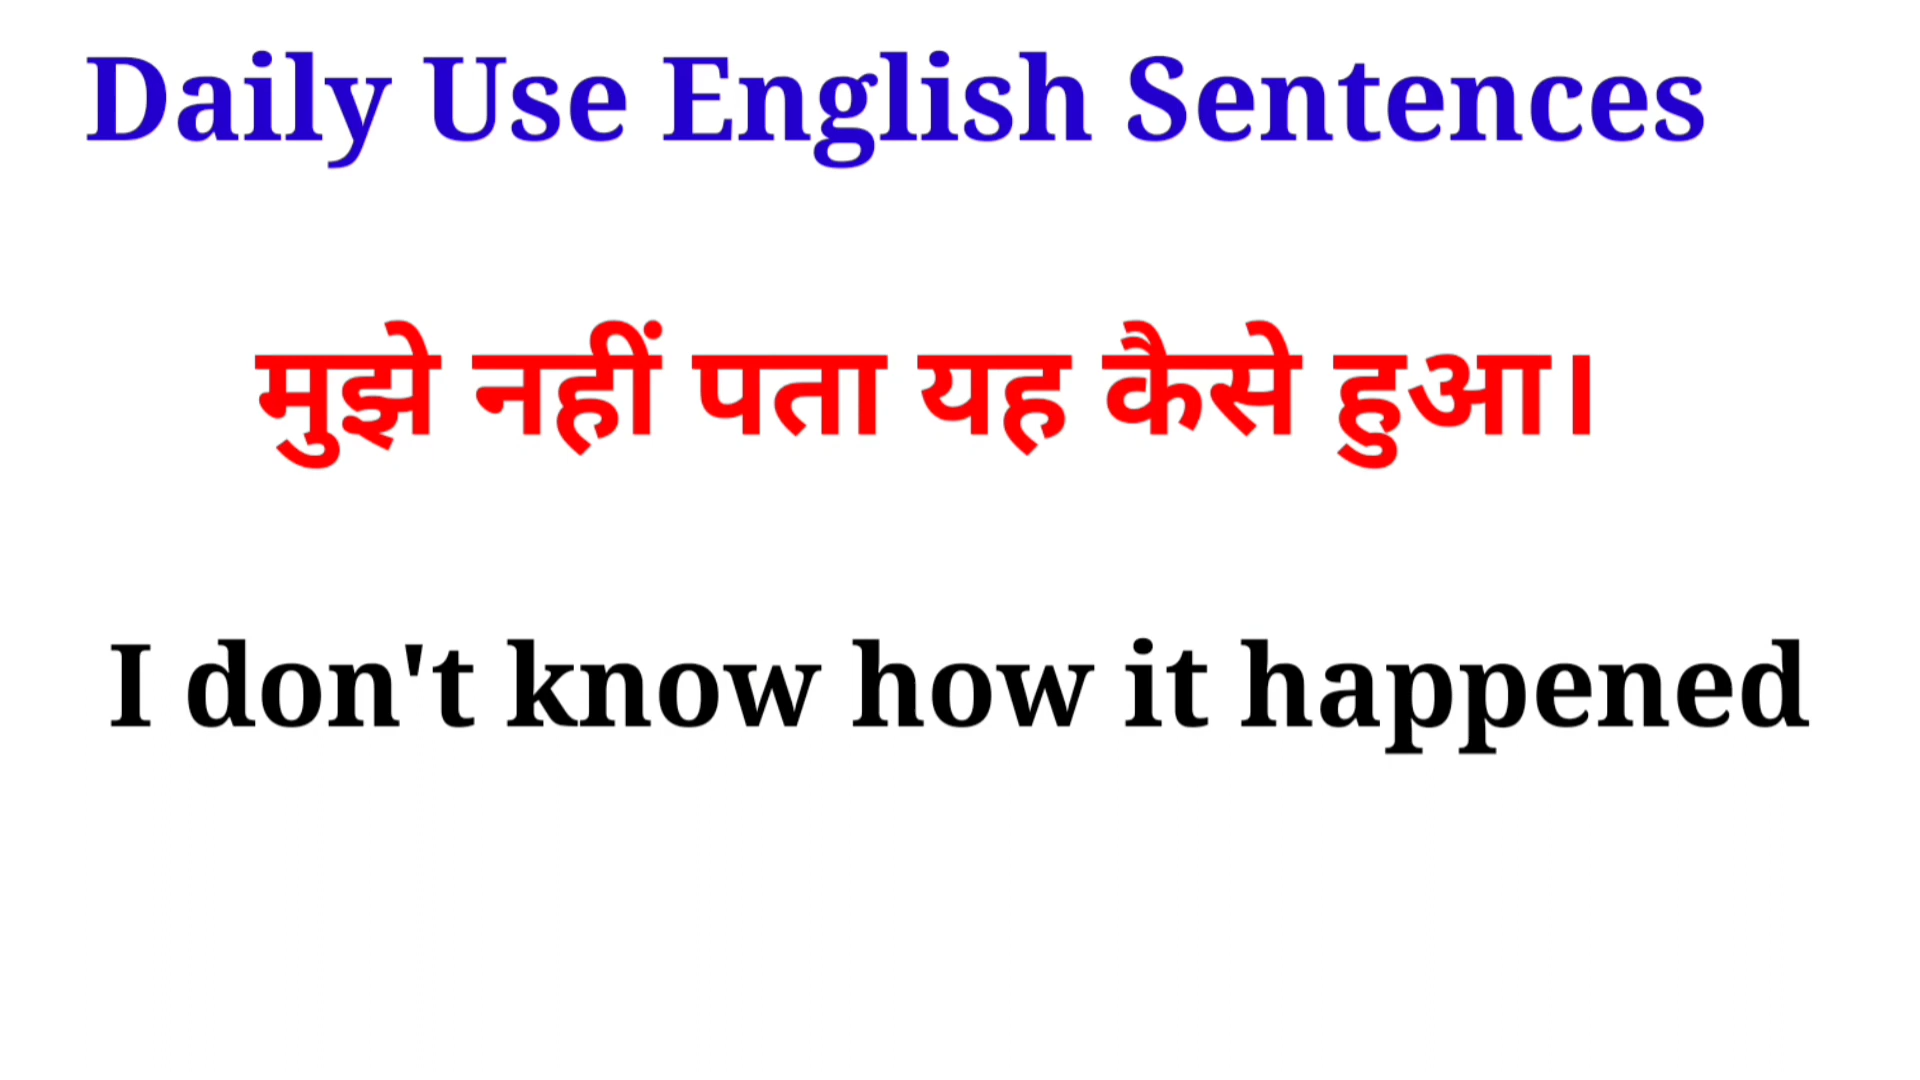 Daily Use English Sentences
मुझे नहीं पता यह कैसे हुआ।
I don't know how it happened